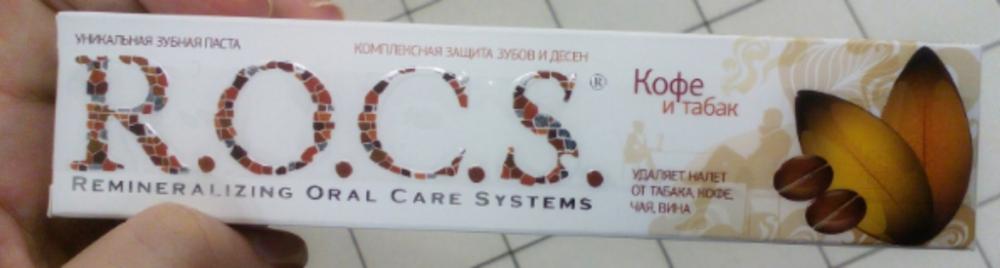 УНИКАЛЬНАЯ ЗУБНАЯ ПАСТА
КОМПЛЕКСНАЯ ЗАЩИТА ЗУБОВ И ДЕСЕН
R.O.C.S.®
REMINERALIZING ORAL CARE SYSTEMS
Кофе
и табак
УДАЛЯЕТ НАЛЕТ
ОТ ТАБАКА, КОФЕ,
ЧАЯ, ВИНА